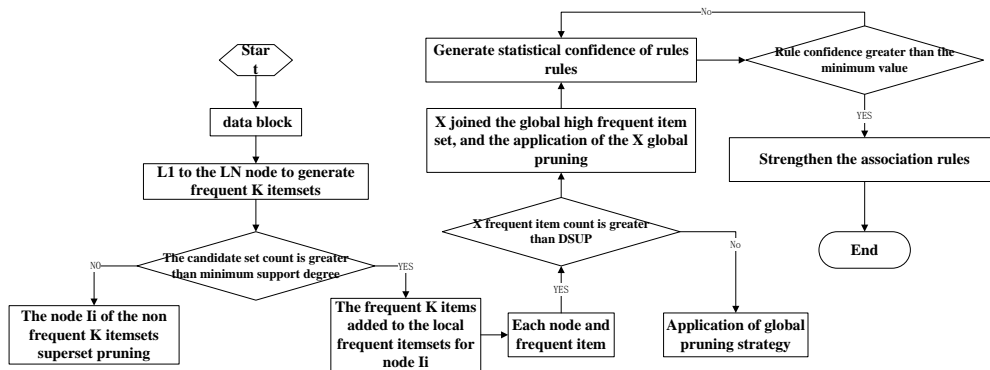 Star
t
data block
L1 to the LN node to generate
frequent K itemsets
The candidate set count is greater
than minimum support degree
NO
YES
The node Ii of the non
frequent K itemsets
superset pruning
The frequent K items
added to the local
frequent itemsets for
node Ii
Each node and
frequent item
YES
X frequent item count is
greater than DSUP
No
Application of global
pruning strategy
X joined the global high frequent item
set, and the application of the X global
pruning
Generate statistical confidence of rules
rules
No
Rule confidence greater than the
minimum value
YES
Strengthen the association rules
End